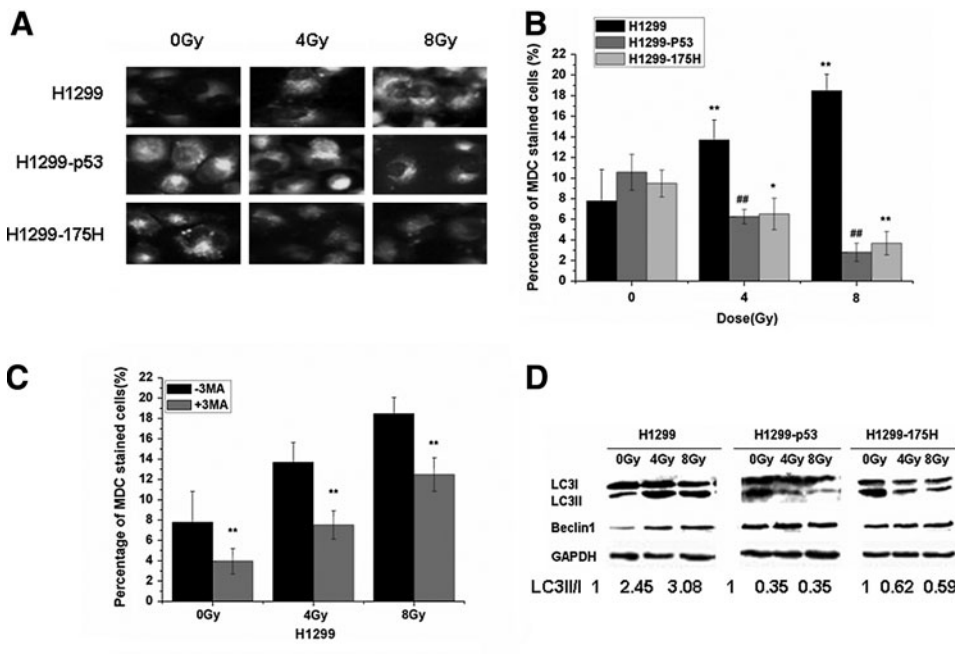 A
0Gy 4Gy 8Gy
H1299
H1299-p53
H1299-175H
B
H1299
H1299-P53
H1299-175H
Percentage of MDC stained cells (%)
22
20
18
16
14
12
10
8
6
4
2
0
**
##
*
**
##
**
0 4 8
Dose(Gy)
C
-3MA
+3MA
Percentage of MDC stained cells(%)
22
20
18
16
14
12
10
8
6
4
2
0
**
**
**
0Gy 4Gy 8Gy
H1299
D
H1299 H1299-p53 H1299-175H
0Gy 4Gy 8Gy 0Gy 4Gy 8Gy 0Gy 4Gy 8Gy
LC3I
LC3II
Beclin1
GAPDH
LC3II/I 1 2.45 3.08 1 0.35 0.35 1 0.62 0.59